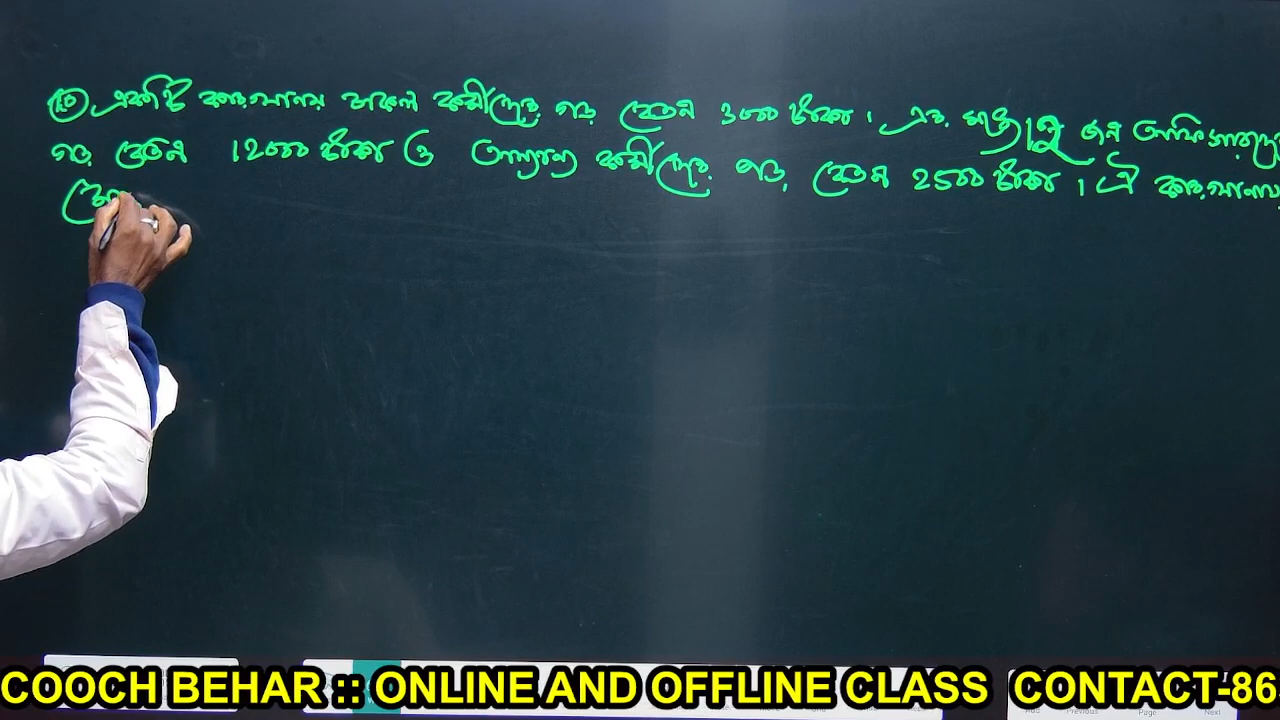 একটি কারখানায় সকল কর্মীদের গড় বেতন 3000 টাকা । এর মধ্যে 12 জন অফিসারদের
গড় বেতন 12000 টাকা ও অন্যান্য কর্মীদের গড় বেতন 2500 টাকা । ঐ কারখানায়
COOCH BEHAR :: ONLINE AND OFFLINE CLASS CONTACT-86